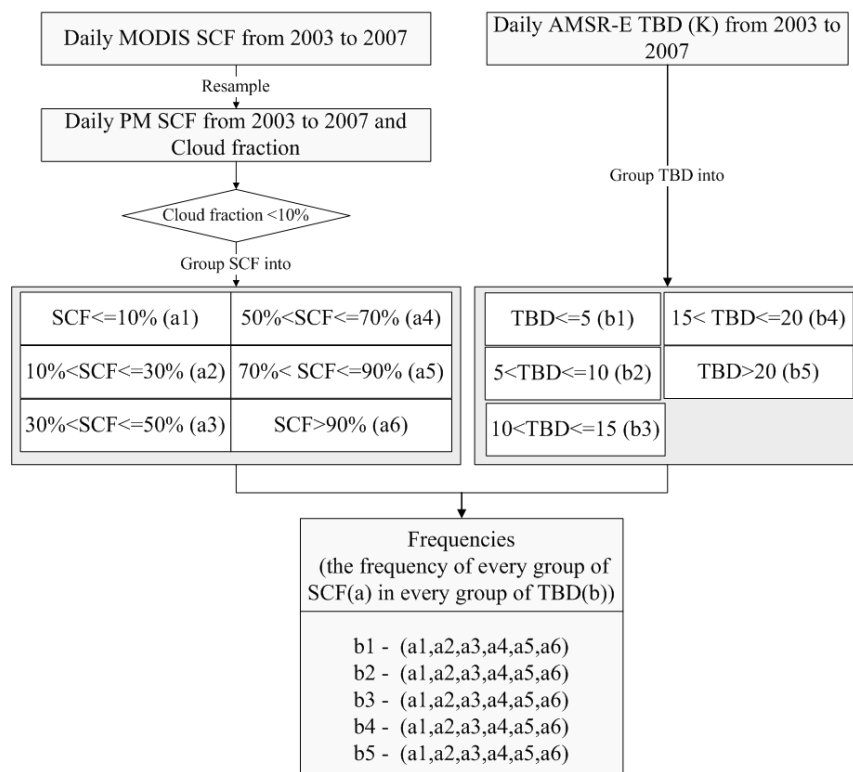 Daily MODIS SCF from 2003 to 2007
Resample
Daily PM SCF from 2003 to 2007 and
Cloud fraction
Cloud fraction <10%
Group SCF into
SCF<=10% (a1)
50%<SCF<=70% (a4)
10%<SCF<=30% (a2)
70%< SCF<=90% (a5)
30%<SCF<=50% (a3)
SCF>90% (a6)
Daily AMSR-E TBD (K) from 2003 to
2007
Group TBD into
TBD<=5 (b1)
15< TBD<=20 (b4)
5<TBD<=10 (b2)
TBD>20 (b5)
10<TBD<=15 (b3)
Frequencies
(the frequency of every group of
SCF(a) in every group of TBD(b))
b1 - (a1,a2,a3,a4,a5,a6)
b2 - (a1,a2,a3,a4,a5,a6)
b3 - (a1,a2,a3,a4,a5,a6)
b4 - (a1,a2,a3,a4,a5,a6)
b5 - (a1,a2,a3,a4,a5,a6)